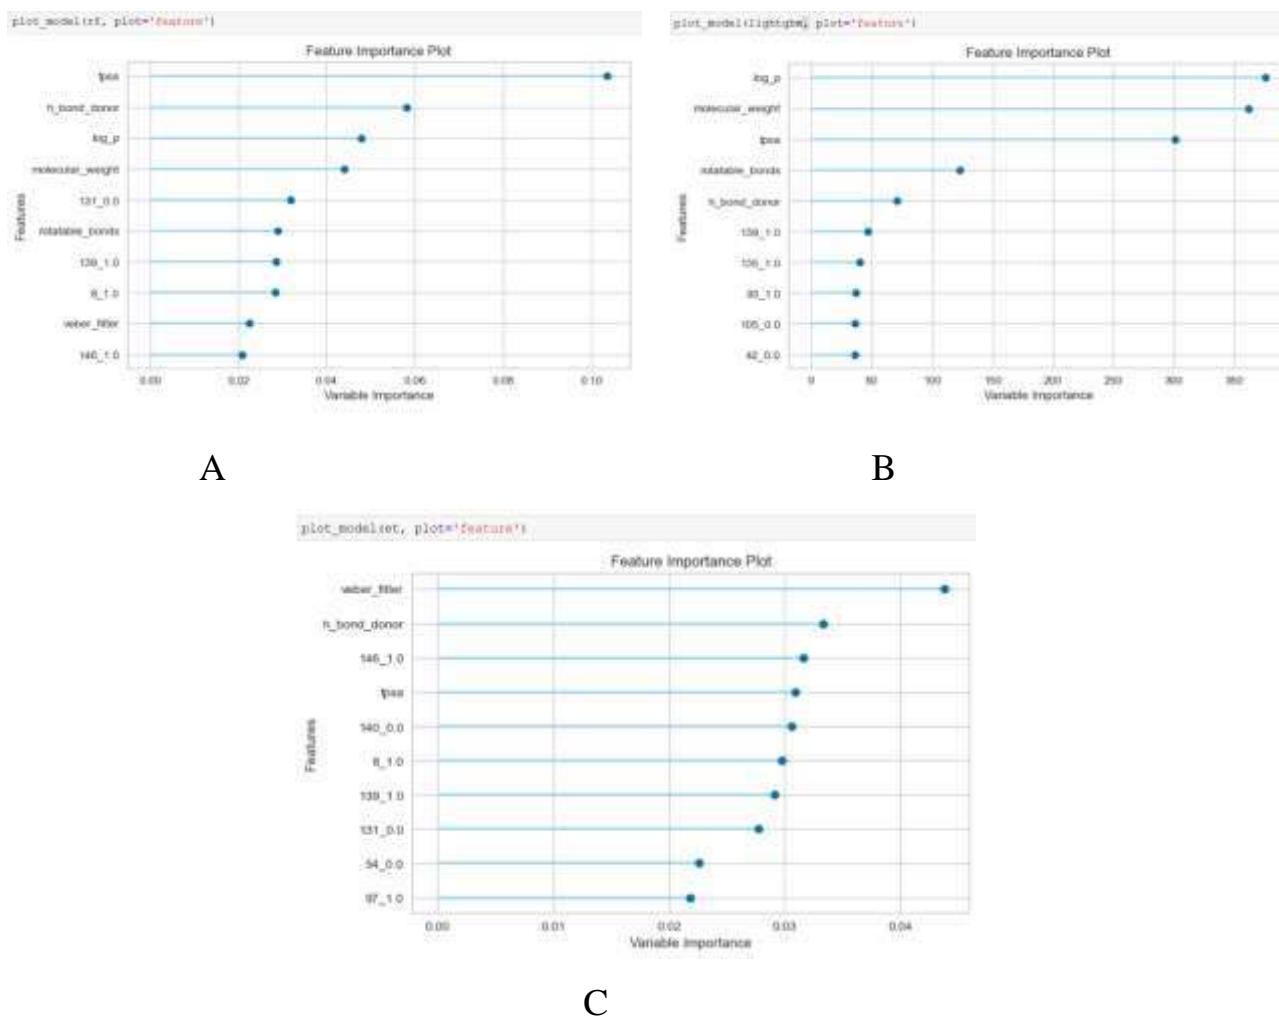 plot_model(rf, plot='feature')
Feature Importance Plot
tpsa
h_bond_donor
log_p
molecular_weight
131_0.0
rotatable_bonds
139_1.0
8_1.0
veber_filter
146_1.0
Features
0.00 0.02 0.04 0.06 0.08 0.10
Variable Importance
A
plot_model(lightgbm, plot='feature')
Feature Importance Plot
log_p
molecular_weight
tpsa
rotatable_bonds
h_bond_donor
139_1.0
105_0.0
Features
0 50 100 150 200 250 300 350
Variable Importance
B
plot_model(et, plot='feature')
Feature Importance Plot
veber_filter
h_bond_donor
146_1.0
tpsa
140_0.0
8_1.0
139_1.0
131_0.0
54_0.0
97_1.0
Features
0.00 0.01 0.02 0.03 0.04
Variable Importance
C